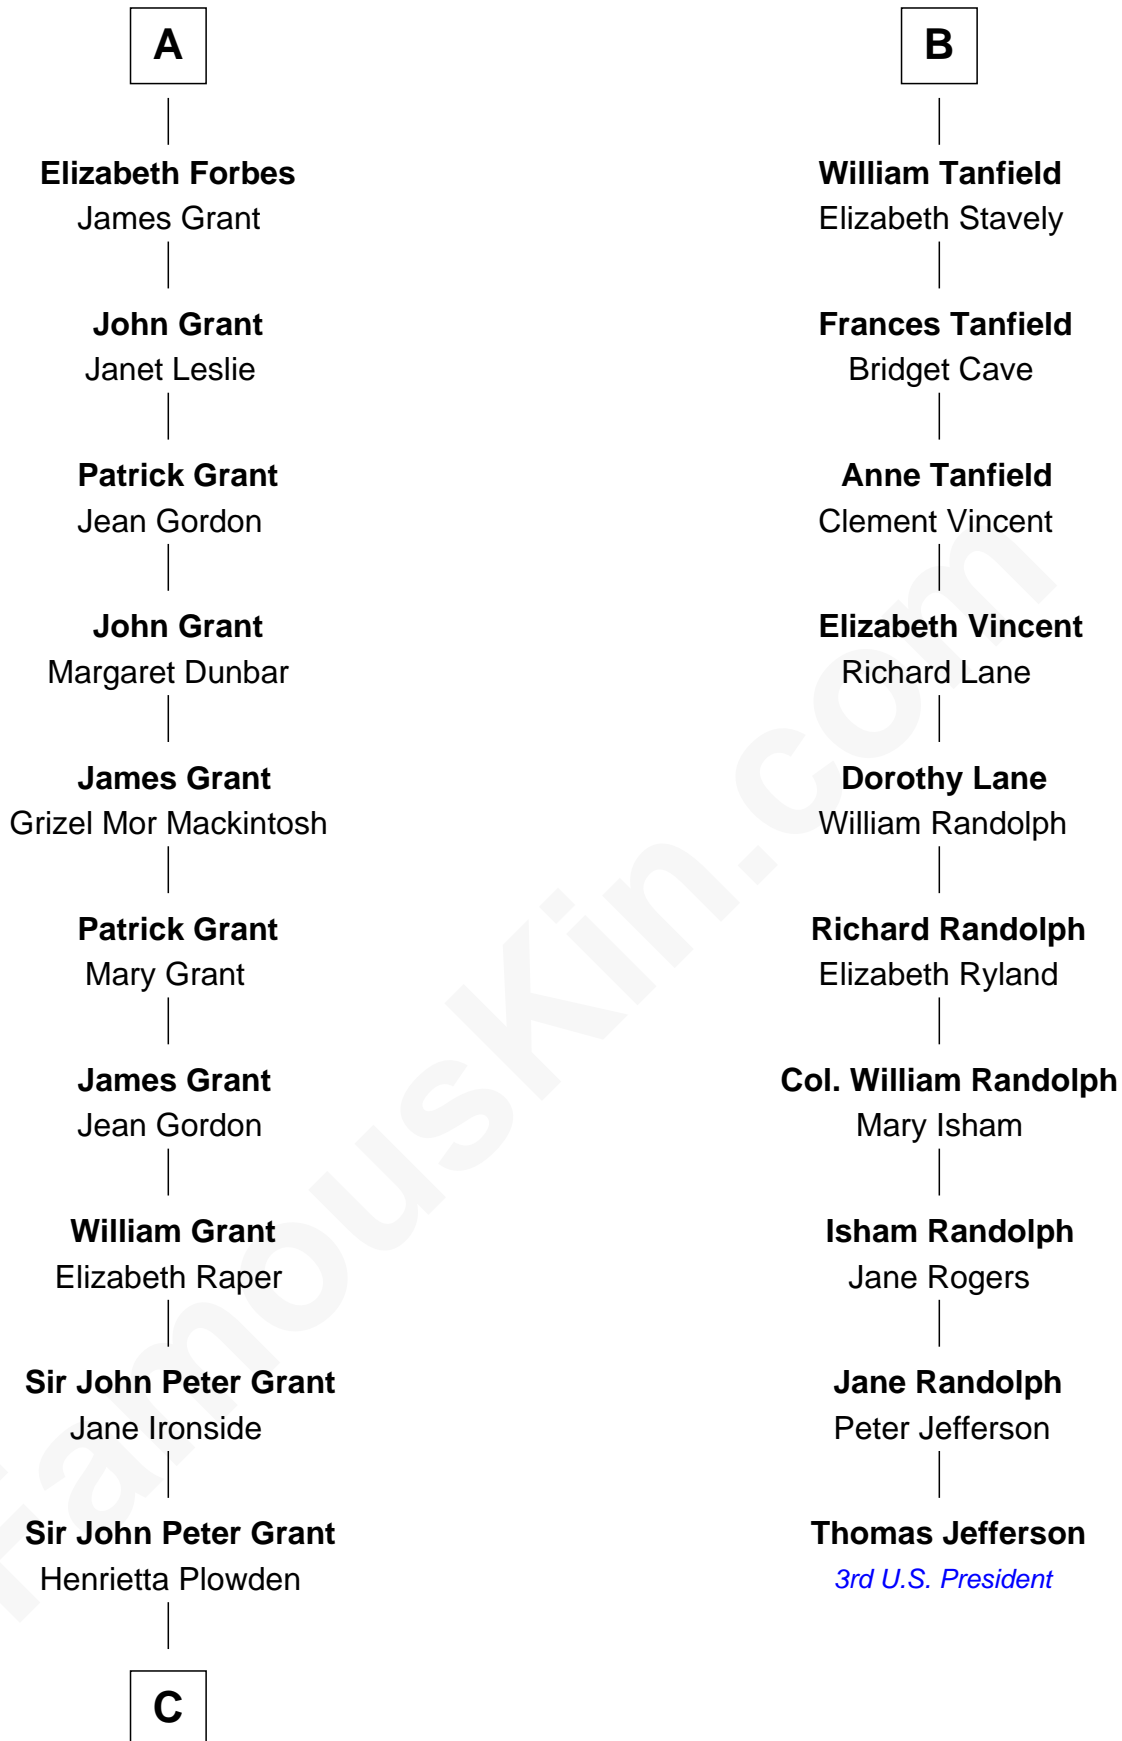 A
Elizabeth Forbes
James Grant
John Grant
Janet Leslie
Patrick Grant
Jean Gordon
John Grant
Margaret Dunbar
James Grant
Grizel Mor Mackintosh
Patrick Grant
Mary Grant
James Grant
Jean Gordon
William Grant
Elizabeth Raper
Sir John Peter Grant
Jane Ironside
Sir John Peter Grant
Henrietta Plowden
C
B
William Tanfield
Elizabeth Stavely
Frances Tanfield
Bridget Cave
Anne Tanfield
Clement Vincent
Elizabeth Vincent
Richard Lane
Dorothy Lane
William Randolph
Richard Randolph
Elizabeth Ryland
Col. William Randolph
Mary Isham
Isham Randolph
Jane Rogers
Jane Randolph
Peter Jefferson
Thomas Jefferson
3rd U.S. President
FamousKin.com